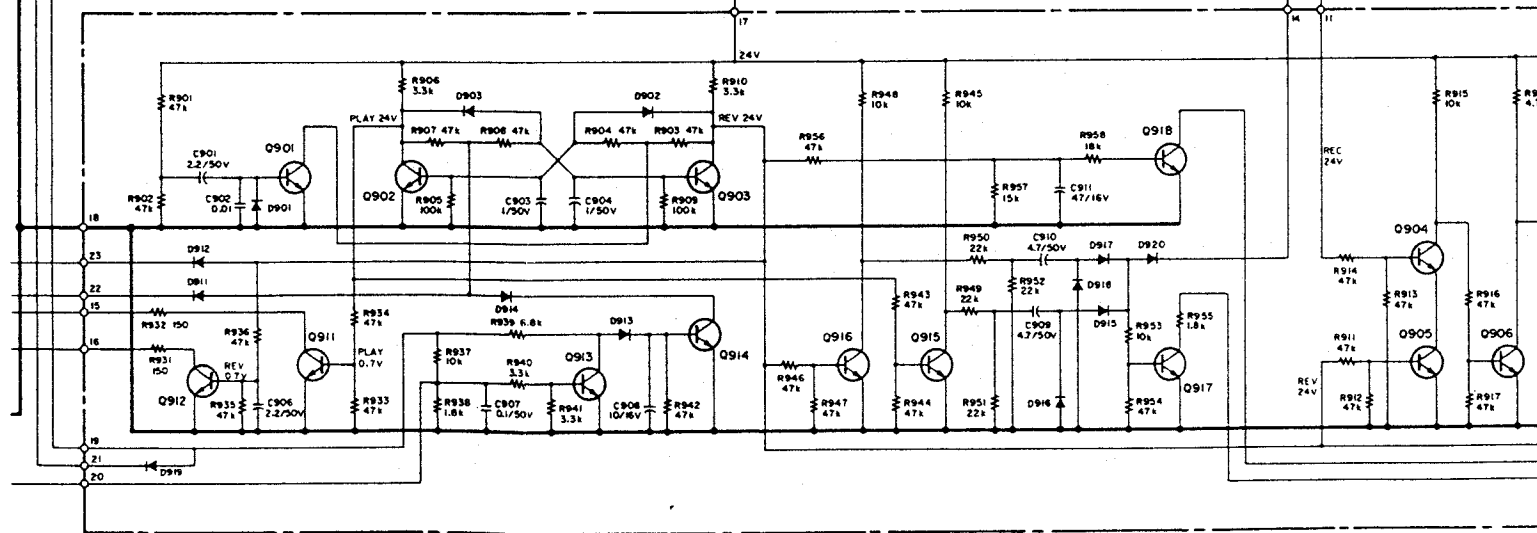 17
14
11
24V
R906
3.3k
R910
3.3k
R901
47k
D903
D902
R948
10k
R945
10k
R915
10k
R9
4.
PLAY 24V
REV 24V
R907 47k
R908 47k
R904 47k
R903 47k
R956
47k
R958
18k
Q918
Q901
C901
2.2/50V
REC
24V
R902
47k
C902
0.01
D901
Q902
R905
100k
C903
1/50V
C904
1/50V
R909
100k
Q903
R957
15k
C911
47/16V
18
D912
R950
22k
C910
4.7/50V
D917
D920
Q904
23
D911
R914
47k
22
D914
R943
47k
R949
22k
R952
22k
D918
R913
47k
R916
47k
15
R932 150
R936
47k
Q911
R934
47k
R939 6.8k
D913
C909
4.7/50V
D915
R953
10k
R955
1.8k
16
R931
150
REV
0.7V
PLAY
0.7V
R937
10k
R940
3.3k
Q913
Q914
Q916
Q915
R911
47k
Q905
Q906
Q912
R935
47k
C906
2.2/50V
R933
47k
R938
1.8k
C907
0.1/50V
R941
3.3k
C908
10/16V
R942
47k
R946
47k
R947
47k
R944
47k
R951
22k
D916
R954
47k
Q917
REV
24V
R912
47k
R917
47k
19
21
D919
20